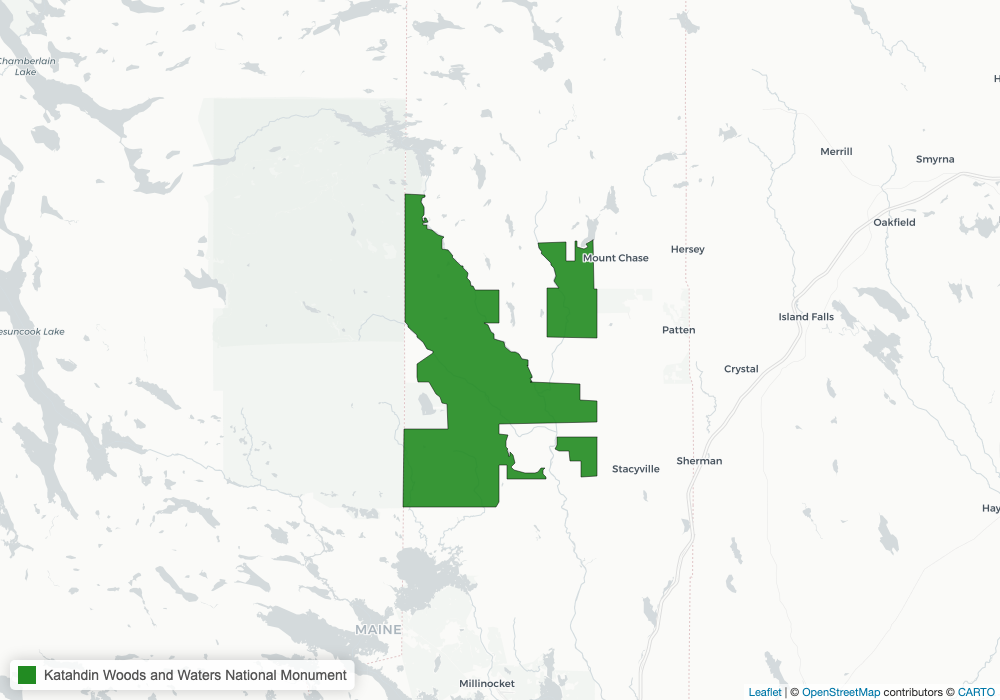 Chamberlain
Lake
H
Merrill
Smyrna
Oakfield
Hersey
Mount Chase
Island Falls
esuncook Lake
Patten
Crystal
Sherman
Stacyville
Hay
MAINE
Katahdin Woods and Waters National Monument
Millinocket
Leaflet | © OpenStreetMap contributors © CARTO